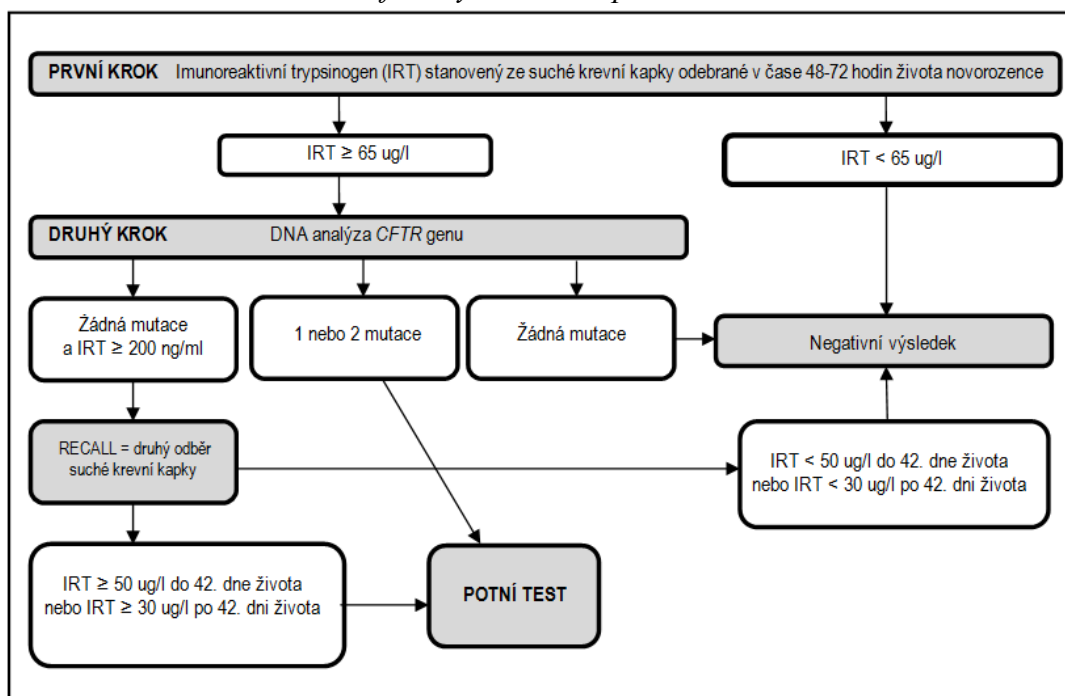 PRVNÍ KROK Imunoreaktivní trypsinogen (IRT) stanovený ze suché krevní kapky odebrané v čase 48-72 hodin života novorozence
IRT ≥ 65 ug/l
IRT < 65 ug/l
DRUHÝ KROK DNA analýza CFTR genu
Žádná mutace
a IRT ≥ 200 ng/ml
1 nebo 2 mutace
Žádná mutace
Negativní výsledek
RECALL = druhý odběr
suché krevní kapky
IRT < 50 ug/l do 42. dne života
nebo IRT < 30 ug/l po 42. dni života
IRT ≥ 50 ug/l do 42. dne života
nebo IRT ≥ 30 ug/l po 42. dni života
POTNÍ TEST